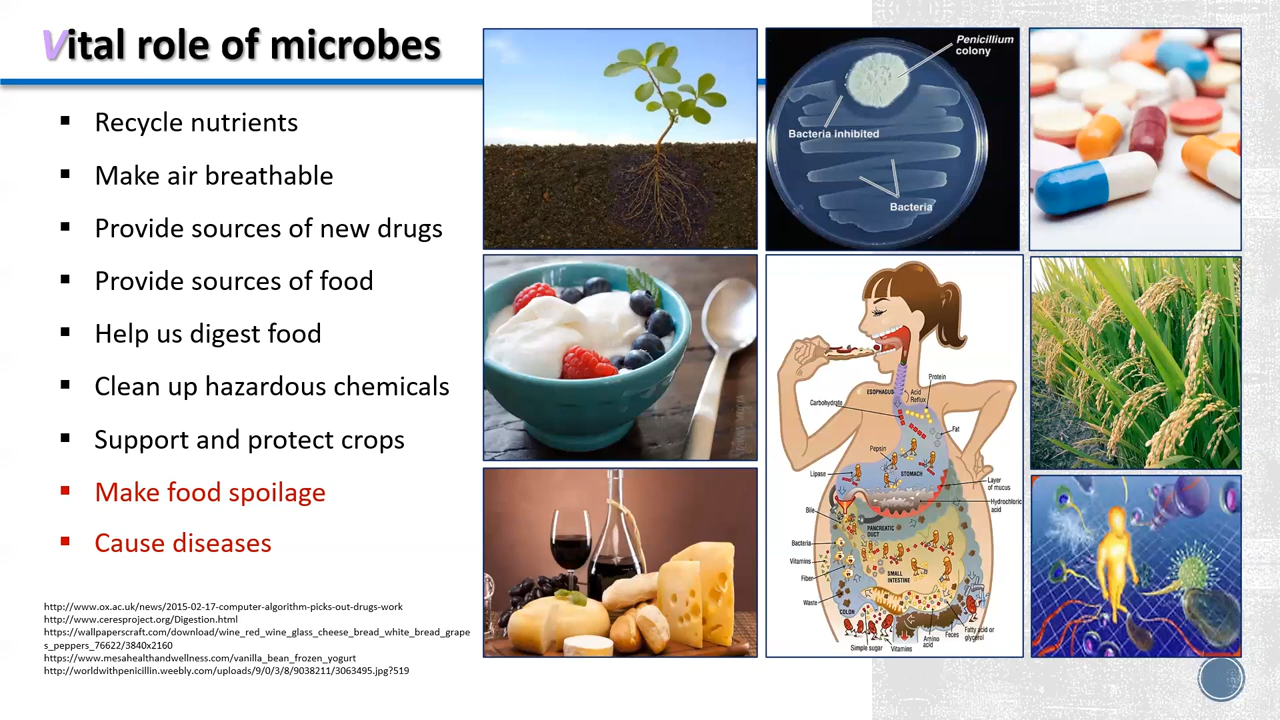 Vital role of microbes
Recycle nutrients
Make air breathable
Provide sources of new drugs
Provide sources of food
Help us digest food
Clean up hazardous chemicals
Support and protect crops
Make food spoilage
Cause diseases
http://www.ox.ac.uk/news/2015-02-17-computer-algorithm-picks-out-drugs-work
http://www.ceresproject.org/Digestion.html
https://wallpaperscraft.com/download/wine_red_wine_glass_cheese_bread_white_bread_grape
s_peppers_76622/3840x2160
https://www.mesahealthandwellness.com/vanilla_bean_frozen_yogurt
http://worldwithpenicillin.weebly.com/uploads/9/0/3/8/9038211/3063495.jpg?519
Penicillium
colony
Bacteria inhibited
Bacteria
Protein
ESOPHAGUS
Acid
Reflux
Carbohydrate
Fat
Pepsin
Lipase
STOMACH
Layer
of mucus
Hydrochloric
acid
Bile
PANCREATIC
DUCT
Bacteria
Vitamins
Fiber
SMALL
INTESTINE
Waste
COLON
Simple sugar
Vitamins
Amino
acid
Feces
Fatty acid or
glycerol